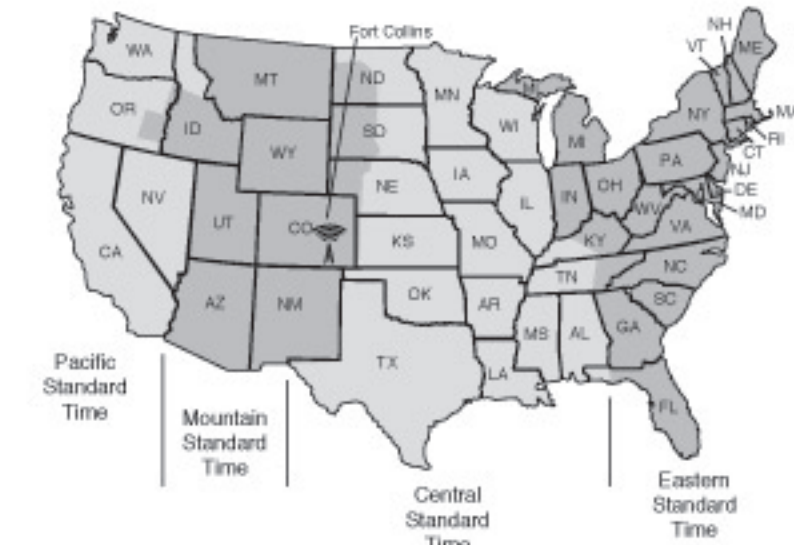 Fort Collins
NH
VT
ME
WA
MT
ND
MN
OR
ID
SD
WI
MI
NY
MA
RI
CT
WY
PA
NJ
IA
NE
DE
NV
IL
IN
OH
MD
WV
UT
CO
VA
KS
MO
KY
CA
NC
TN
OK
AR
SC
AZ
NM
MS
AL
GA
TX
LA
FL
Pacific
Standard
Time
Mountain
Standard
Time
Central
Standard
Time
Eastern
Standard
Time